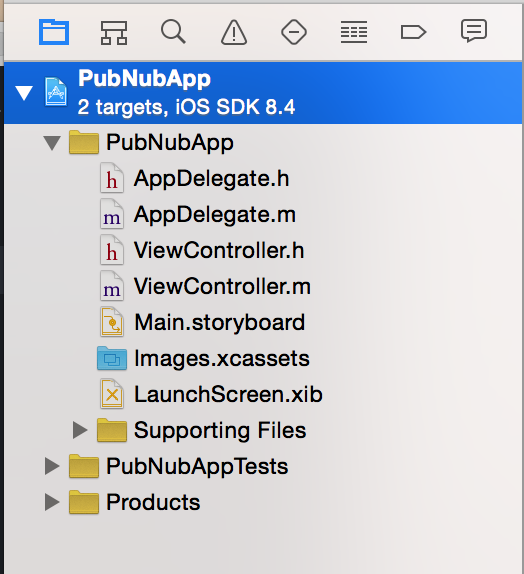 PubNubApp
2 targets, iOS SDK 8.4
PubNubApp
h AppDelegate.h
m AppDelegate.m
h ViewController.h
m ViewController.m
Main.storyboard
Images.xcassets
LaunchScreen.xib
Supporting Files
PubNubAppTests
Products